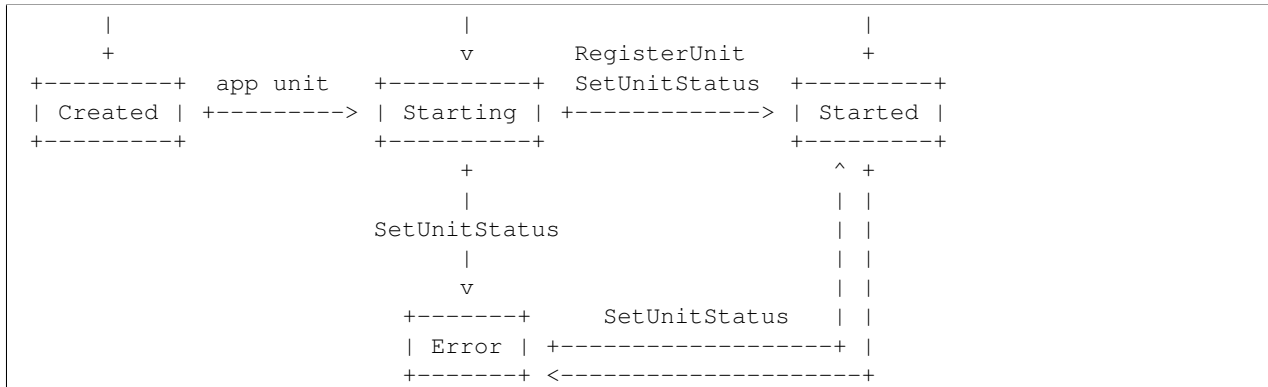 |                       |                         |
+                       v       RegisterUnit      +
+---------+  app unit   +----------+  SetUnitStatus  +---------+
| Created | +---------> | Starting | +-------------> | Started |
+---------+             +----------+                 +---------+
+                         ^ +
|                         | |
SetUnitStatus                   | |
|                         | |
v                         | |
+-------+     SetUnitStatus   | |
| Error | +-------------------+ |
+-------+ <---------------------+